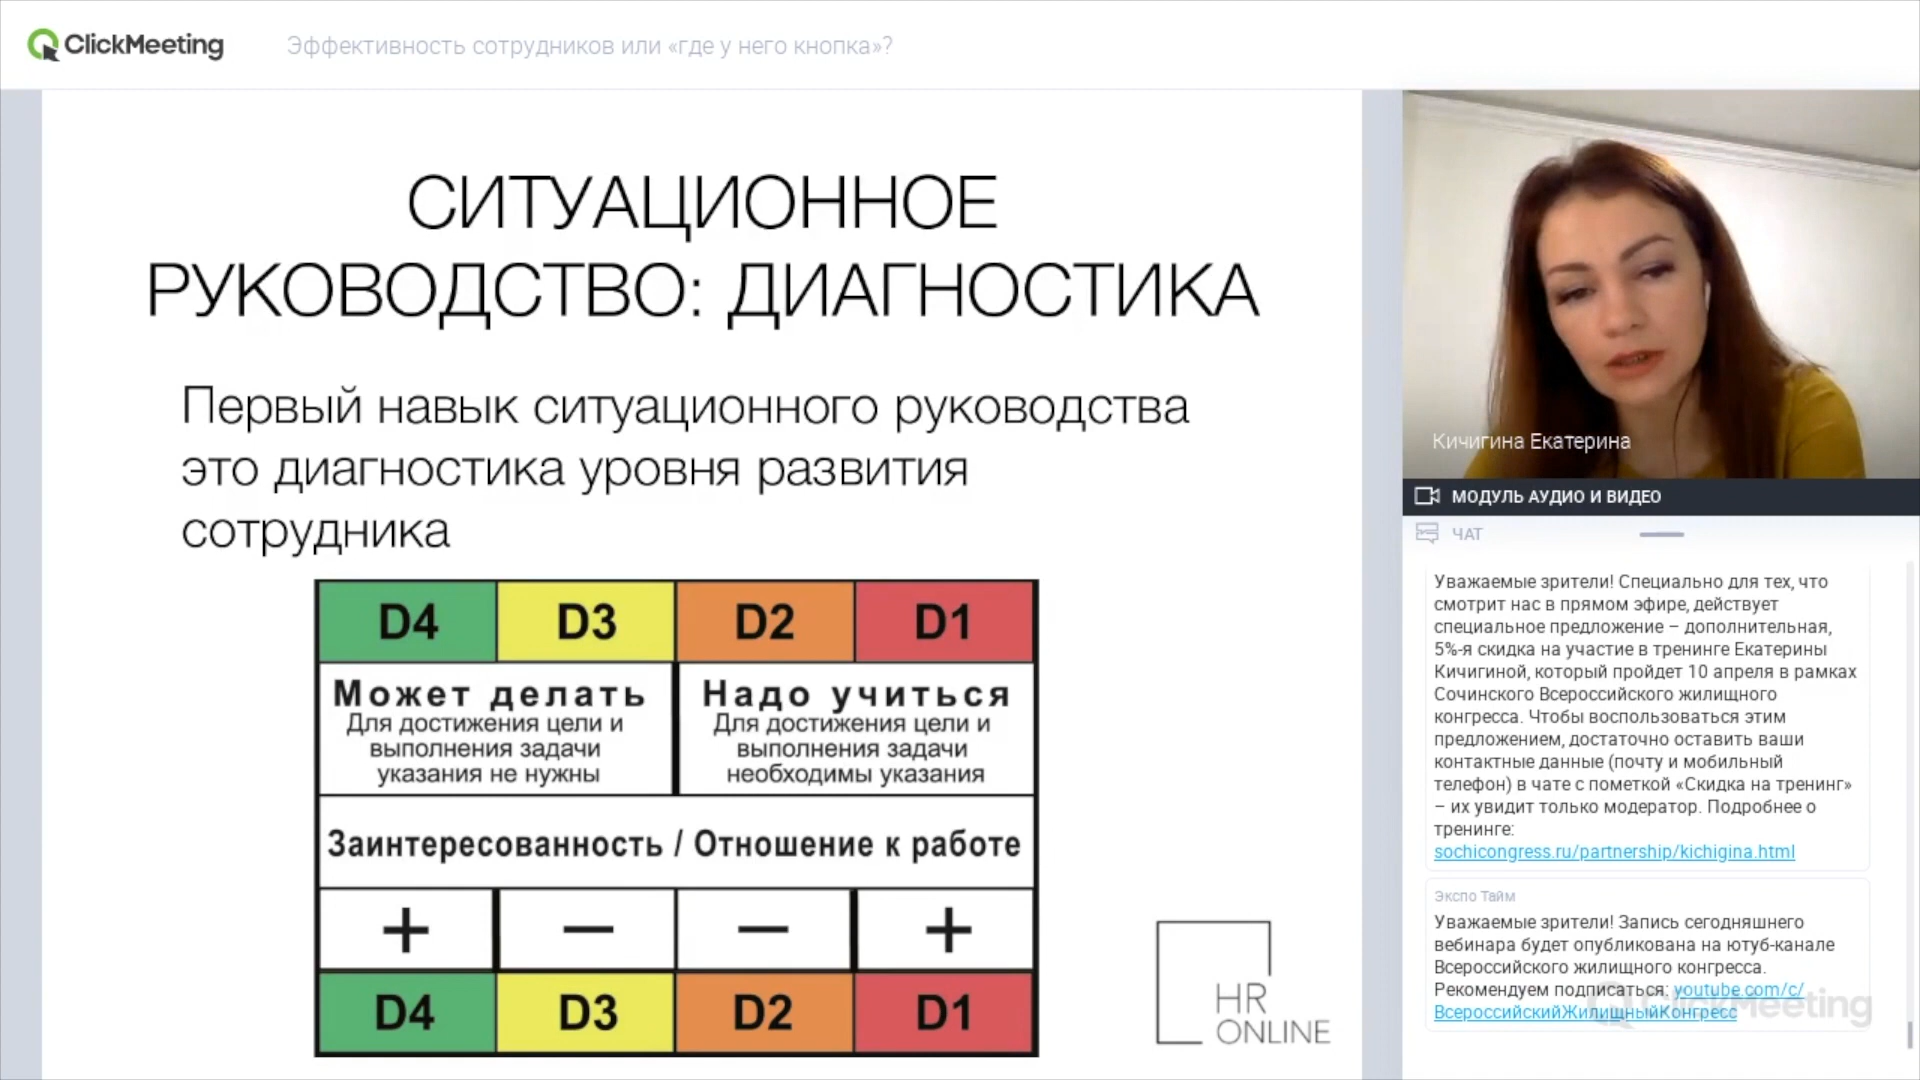 ClickMeeting
Эффективность сотрудников или «где у него кнопка»?
СИТУАЦИОННОЕ
РУКОВОДСТВО: ДИАГНОСТИКА
Первый навык ситуационного руководства
это диагностика уровня развития
сотрудника
D4 D3 D2 D1
Может делать
Для достижения цели и
выполнения задачи
указания не нужны
Надо учиться
Для достижения цели и
выполнения задачи
необходимы указания
Заинтересованность / Отношение к работе
+ – – +
D4 D3 D2 D1
HR
ONLINE
Кичигина Екатерина
МОДУЛЬ АУДИО И ВИДЕО
ЧАТ
Уважаемые зрители! Специально для тех, что
смотрит нас в прямом эфире, действует
специальное предложение – дополнительная,
5%-я скидка на участие в тренинге Екатерины
Кичигиной, который пройдет 10 апреля в рамках
Сочинского Всероссийского жилищного
конгресса. Чтобы воспользоваться этим
предложением, достаточно оставить ваши
контактные данные (почту и мобильный
телефон) в чате с пометкой «Скидка на тренинг»
– их увидит только модератор. Подробнее о
тренинге:
sochicongress.ru/partnership/kichigina.html
Экспо Тайм
Уважаемые зрители! Запись сегодняшнего
вебинара будет опубликована на ютуб-канале
Всероссийского жилищного конгресса.
Рекомендуем подписаться: youtube.com/c/
ВсероссийскийЖилищныйКонгресс
ClickMeeting